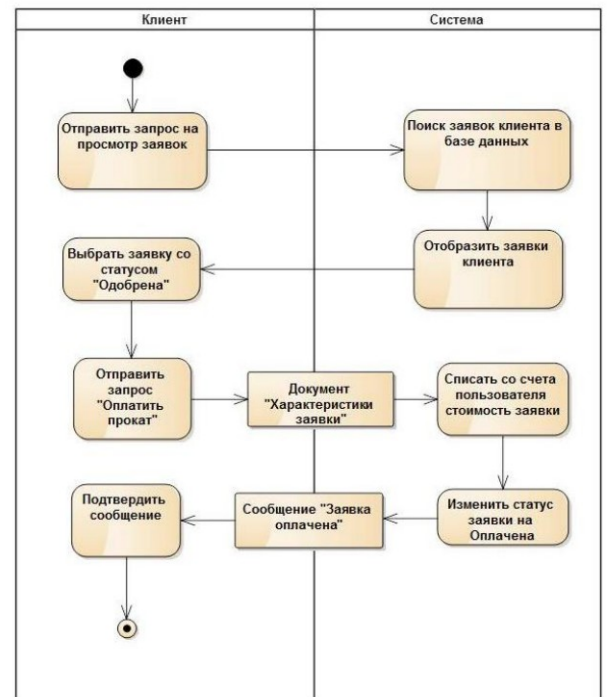 Клиент
Система
Отправить запрос на
просмотр заявок
Поиск заявок клиента в
базе данных
Отобразить заявки
клиента
Выбрать заявку со
статусом
"Одобрена"
Отправить
запрос
"Оплатить
прокат"
Документ
"Характеристики
заявки"
Списать со счета
пользователя
стоимость заявки
Изменить статус
заявки на
Оплачена
Сообщение "Заявка
оплачена"
Подтвердить
сообщение